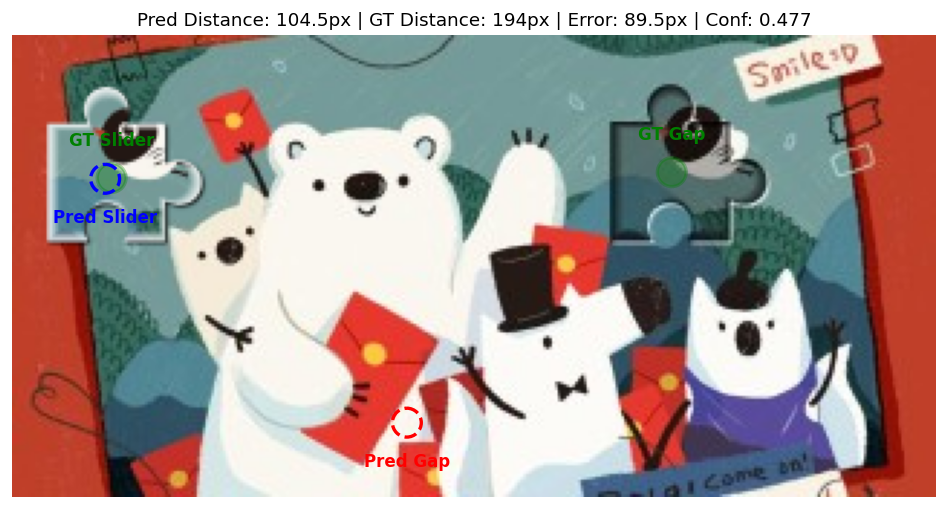 Pred Distance: 104.5px | GT Distance: 194px | Error: 89.5px | Conf: 0.477
Smile:D
GT Slider
GT Gap
Pred Slider
Pred Gap
come on!